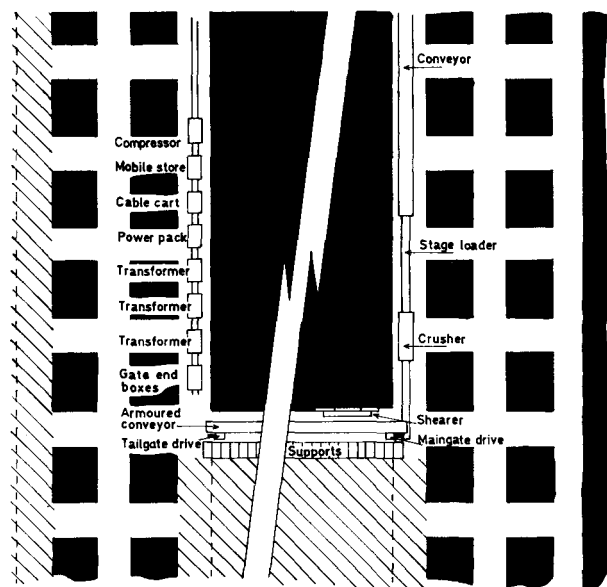 Conveyor
Compressor
Mobile store
Cable cart
Power pack
Stage loader
Transformer
Transformer
Transformer
Crusher
Gate end
boxes
Armoured
conveyor
Shearer
Tailgate drive
Maingate drive
Supports